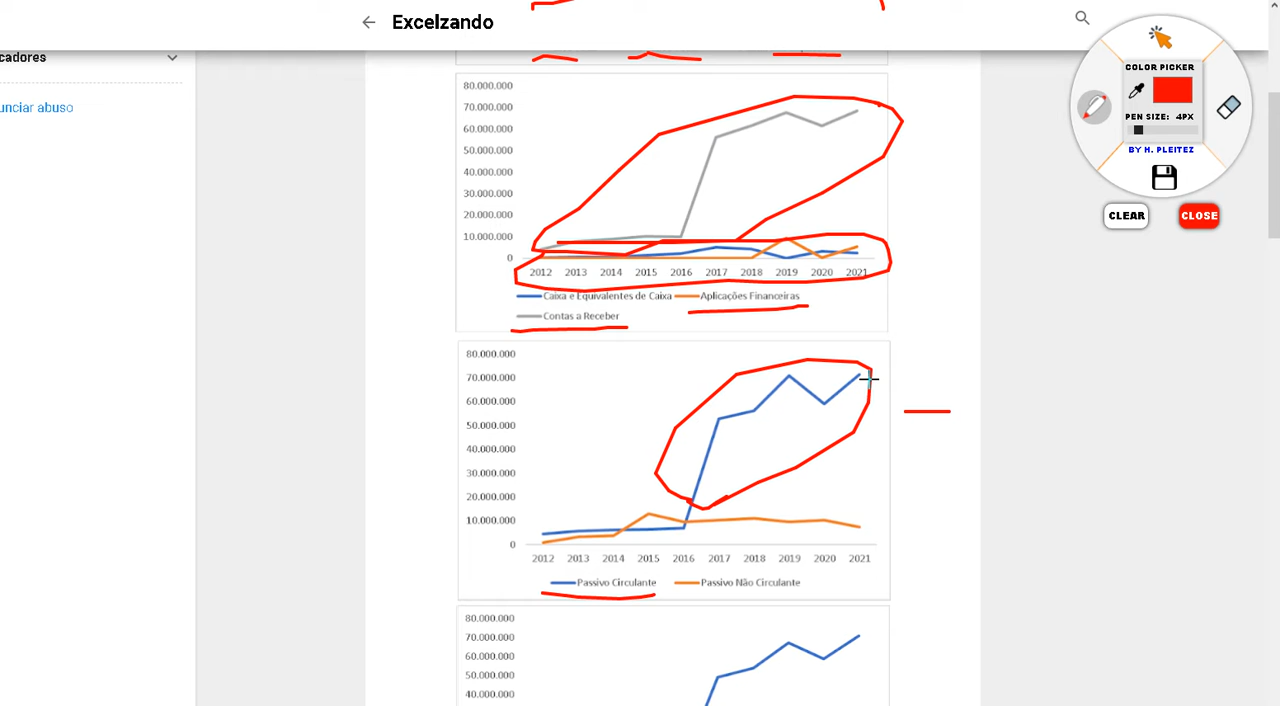 Excelzando
cadores
unciar abuso
COLOR PICKER
PEN SIZE: 4PX
BY H. PLEITEZ
CLEAR
CLOSE
80.000.000
70.000.000
60.000.000
50.000.000
40.000.000
30.000.000
20.000.000
10.000.000
0
2012 2013 2014 2015 2016 2017 2018 2019 2020 2021
Caixa e Equivalentes de Caixa Aplicações Financeiras
Contas a Receber
80.000.000
70.000.000
60.000.000
50.000.000
40.000.000
30.000.000
20.000.000
10.000.000
0
2012 2013 2014 2015 2016 2017 2018 2019 2020 2021
Passivo Circulante Passivo Não Circulante
80.000.000
70.000.000
60.000.000
50.000.000
40.000.000